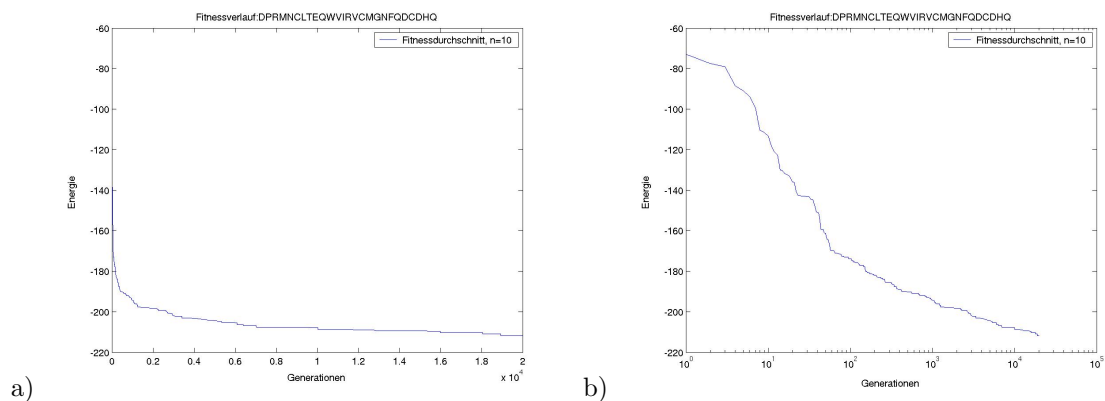 Fitnessverlauf:DPRMNCLTEQWVIRVCMGNFQDCDHQ
Fitnessdurchschnitt, n=10
-60
-80
-100
-120
-140
-160
-180
-200
-220
Energie
0 0.2 0.4 0.6 0.8 1 1.2 1.4 1.6 1.8 2
x 10^4
Generationen
a)
Fitnessverlauf:DPRMNCLTEQWVIRVCMGNFQDCDHQ
Fitnessdurchschnitt, n=10
-60
-80
-100
-120
-140
-160
-180
-200
-220
Energie
10^0 10^1 10^2 10^3 10^4 10^5
Generationen
b)